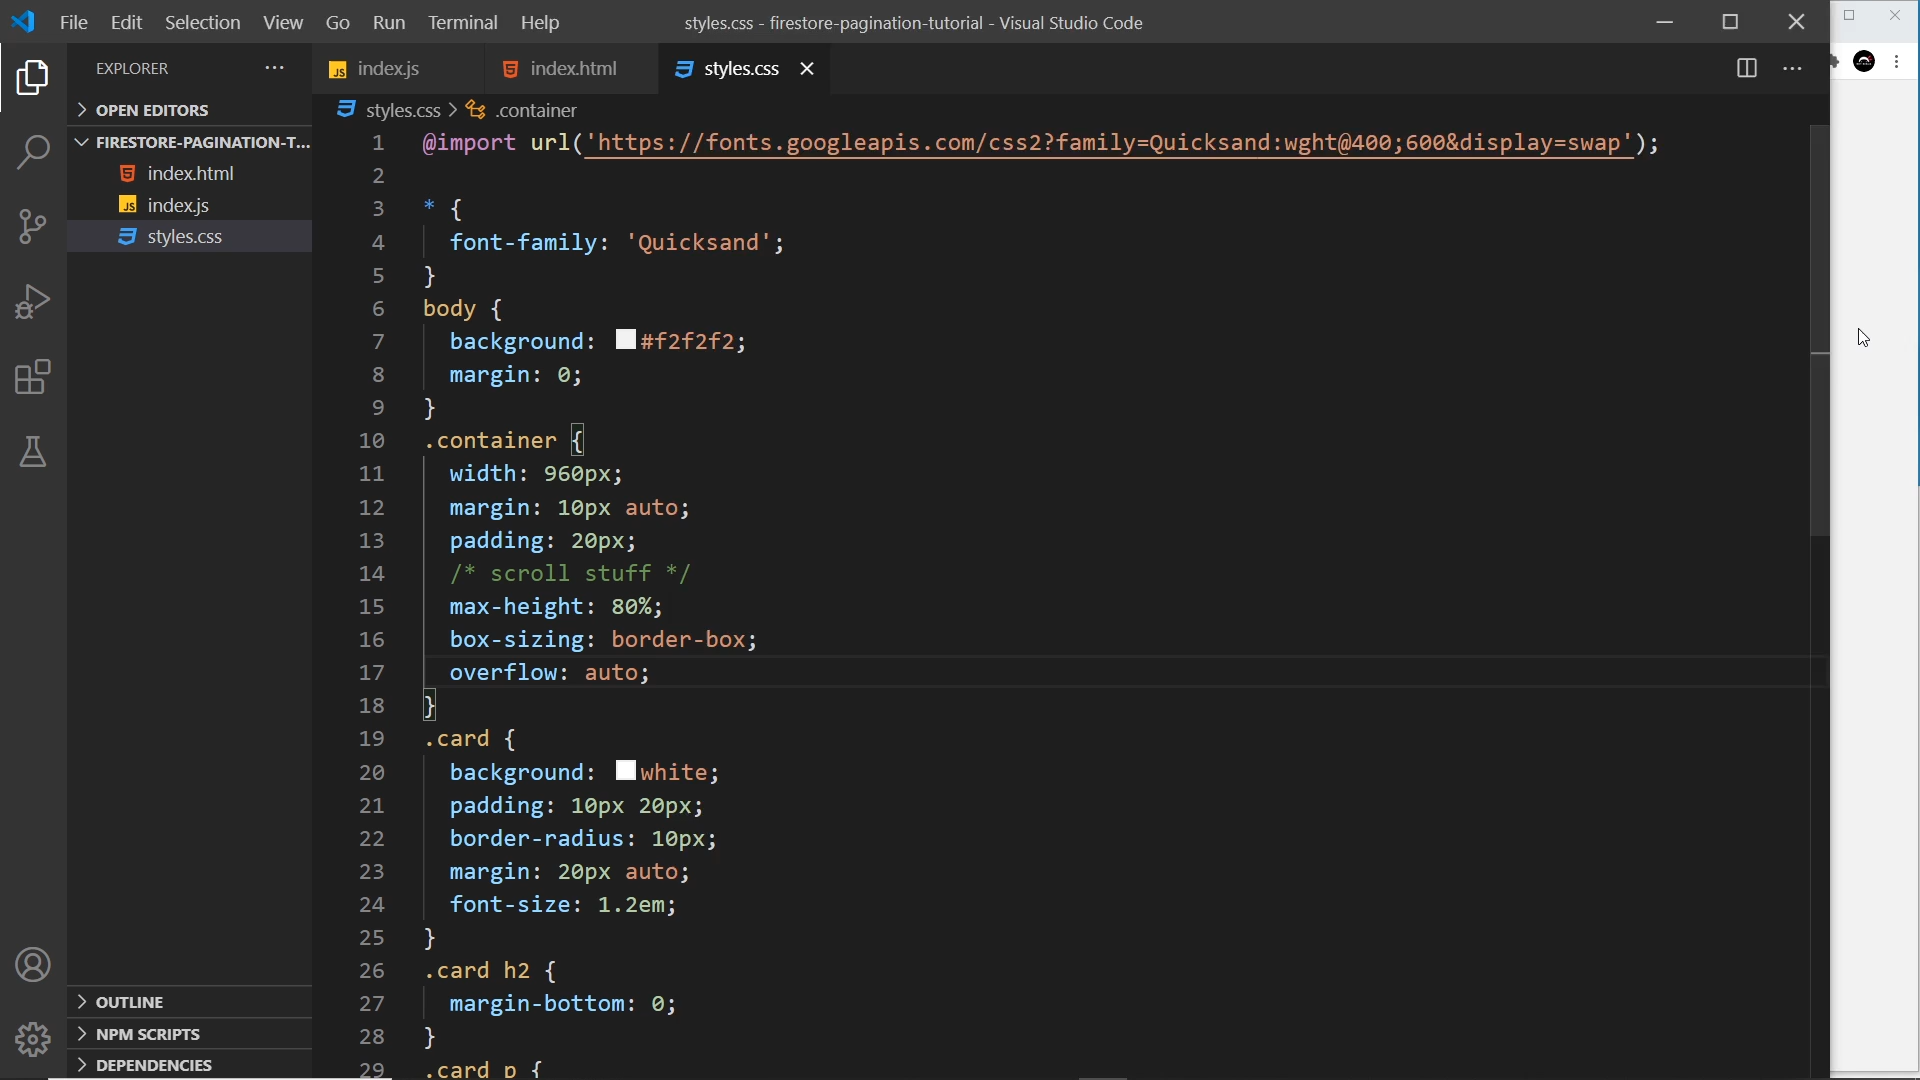 File Edit Selection View Go Run Terminal Help
styles.css - firestore-pagination-tutorial - Visual Studio Code
EXPLORER
OPEN EDITORS
FIRESTORE-PAGINATION-T...
index.html
index.js
styles.css
OUTLINE
NPM SCRIPTS
DEPENDENCIES
index.js index.html styles.css
styles.css > .container
1 @import url('https://fonts.googleapis.com/css2?family=Quicksand:wght@400;600&display=swap');
2
3 * {
4 font-family: 'Quicksand';
5 }
6 body {
7 background: #f2f2f2;
8 margin: 0;
9 }
10 .container {
11 width: 960px;
12 margin: 10px auto;
13 padding: 20px;
14 /* scroll stuff */
15 max-height: 80%;
16 box-sizing: border-box;
17 overflow: auto;
18 }
19 .card {
20 background: white;
21 padding: 10px 20px;
22 border-radius: 10px;
23 margin: 20px auto;
24 font-size: 1.2em;
25 }
26 .card h2 {
27 margin-bottom: 0;
28 }
29 .card p {